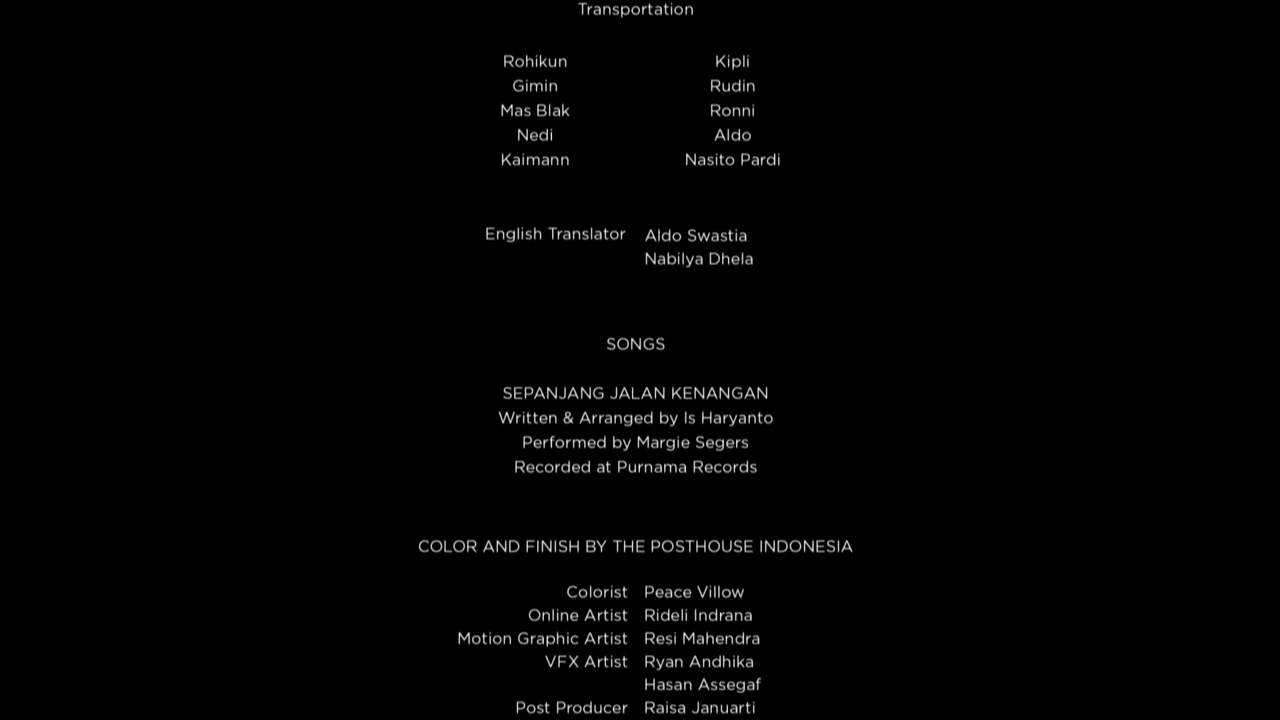 Transportation
Rohikun Kipli
Gimin Rudin
Mas Blak Ronni
Nedi Aldo
Kaimann Nasito Pardi
English Translator Aldo Swastia
Nabilya Dhela
SONGS
SEPANJANG JALAN KENANGAN
Written & Arranged by Is Haryanto
Performed by Margie Segers
Recorded at Purnama Records
COLOR AND FINISH BY THE POSTHOUSE INDONESIA
Colorist Peace Villow
Online Artist Rideli Indrana
Motion Graphic Artist Resi Mahendra
VFX Artist Ryan Andhika
Hasan Assegaf
Post Producer Raisa Januarti